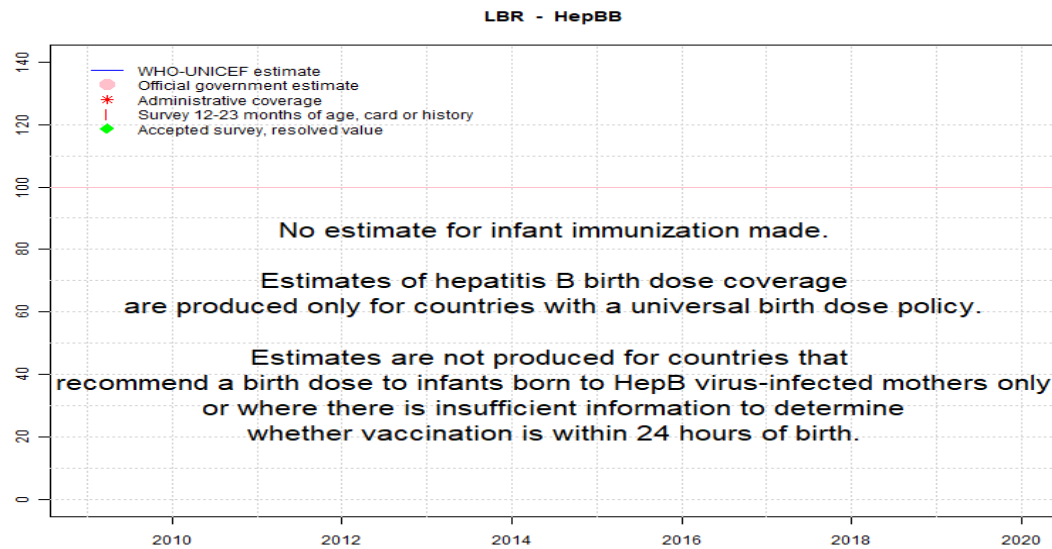 LBR - HepBB
140
120
100
80
60
40
20
0
WHO-UNICEF estimate
Official government estimate
Administrative coverage
Survey 12-23 months of age, card or history
Accepted survey, resolved value
No estimate for infant immunization made.
Estimates of hepatitis B birth dose coverage
are produced only for countries with a universal birth dose policy.
Estimates are not produced for countries that
recommend a birth dose to infants born to HepB virus-infected mothers only
or where there is insufficient information to determine
whether vaccination is within 24 hours of birth.
2010 2012 2014 2016 2018 2020